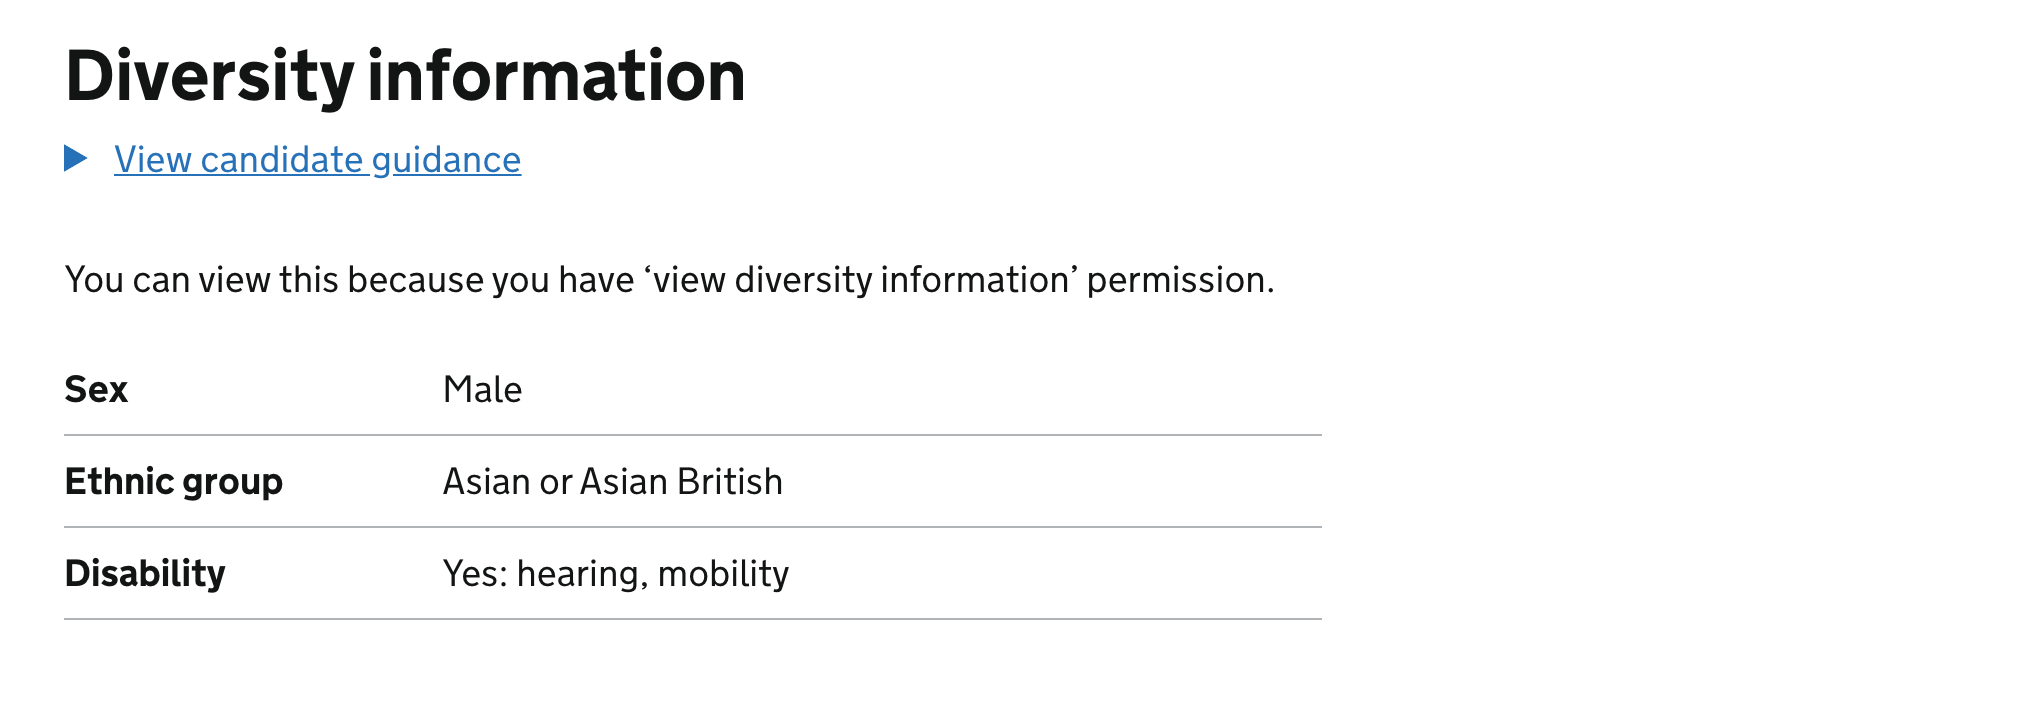 Diversity information
View candidate guidance
You can view this because you have ‘view diversity information’ permission.
Sex Male
Ethnic group Asian or Asian British
Disability Yes: hearing, mobility